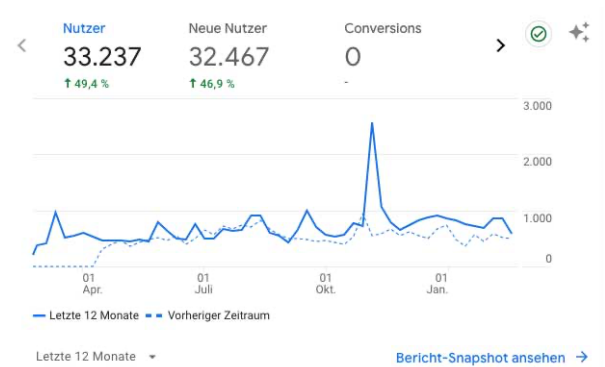 Nutzer Neue Nutzer Conversions
33.237 32.467 0
↑ 49,4 % ↑ 46,9 % -
3.000
2.000
1.000
0
01 01 01 01
Apr. Juli Okt. Jan.
Letzte 12 Monate Vorheriger Zeitraum
Letzte 12 Monate Bericht-Snapshot ansehen →